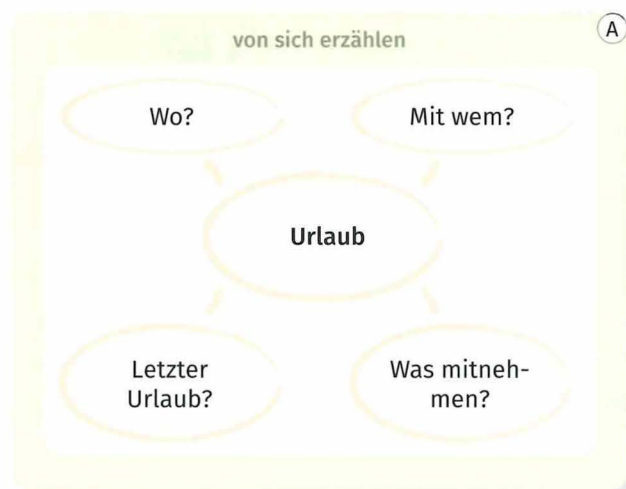 von sich erzählen
A
Wo?
Mit wem?
Urlaub
Letzter
Urlaub?
Was mitneh-
men?